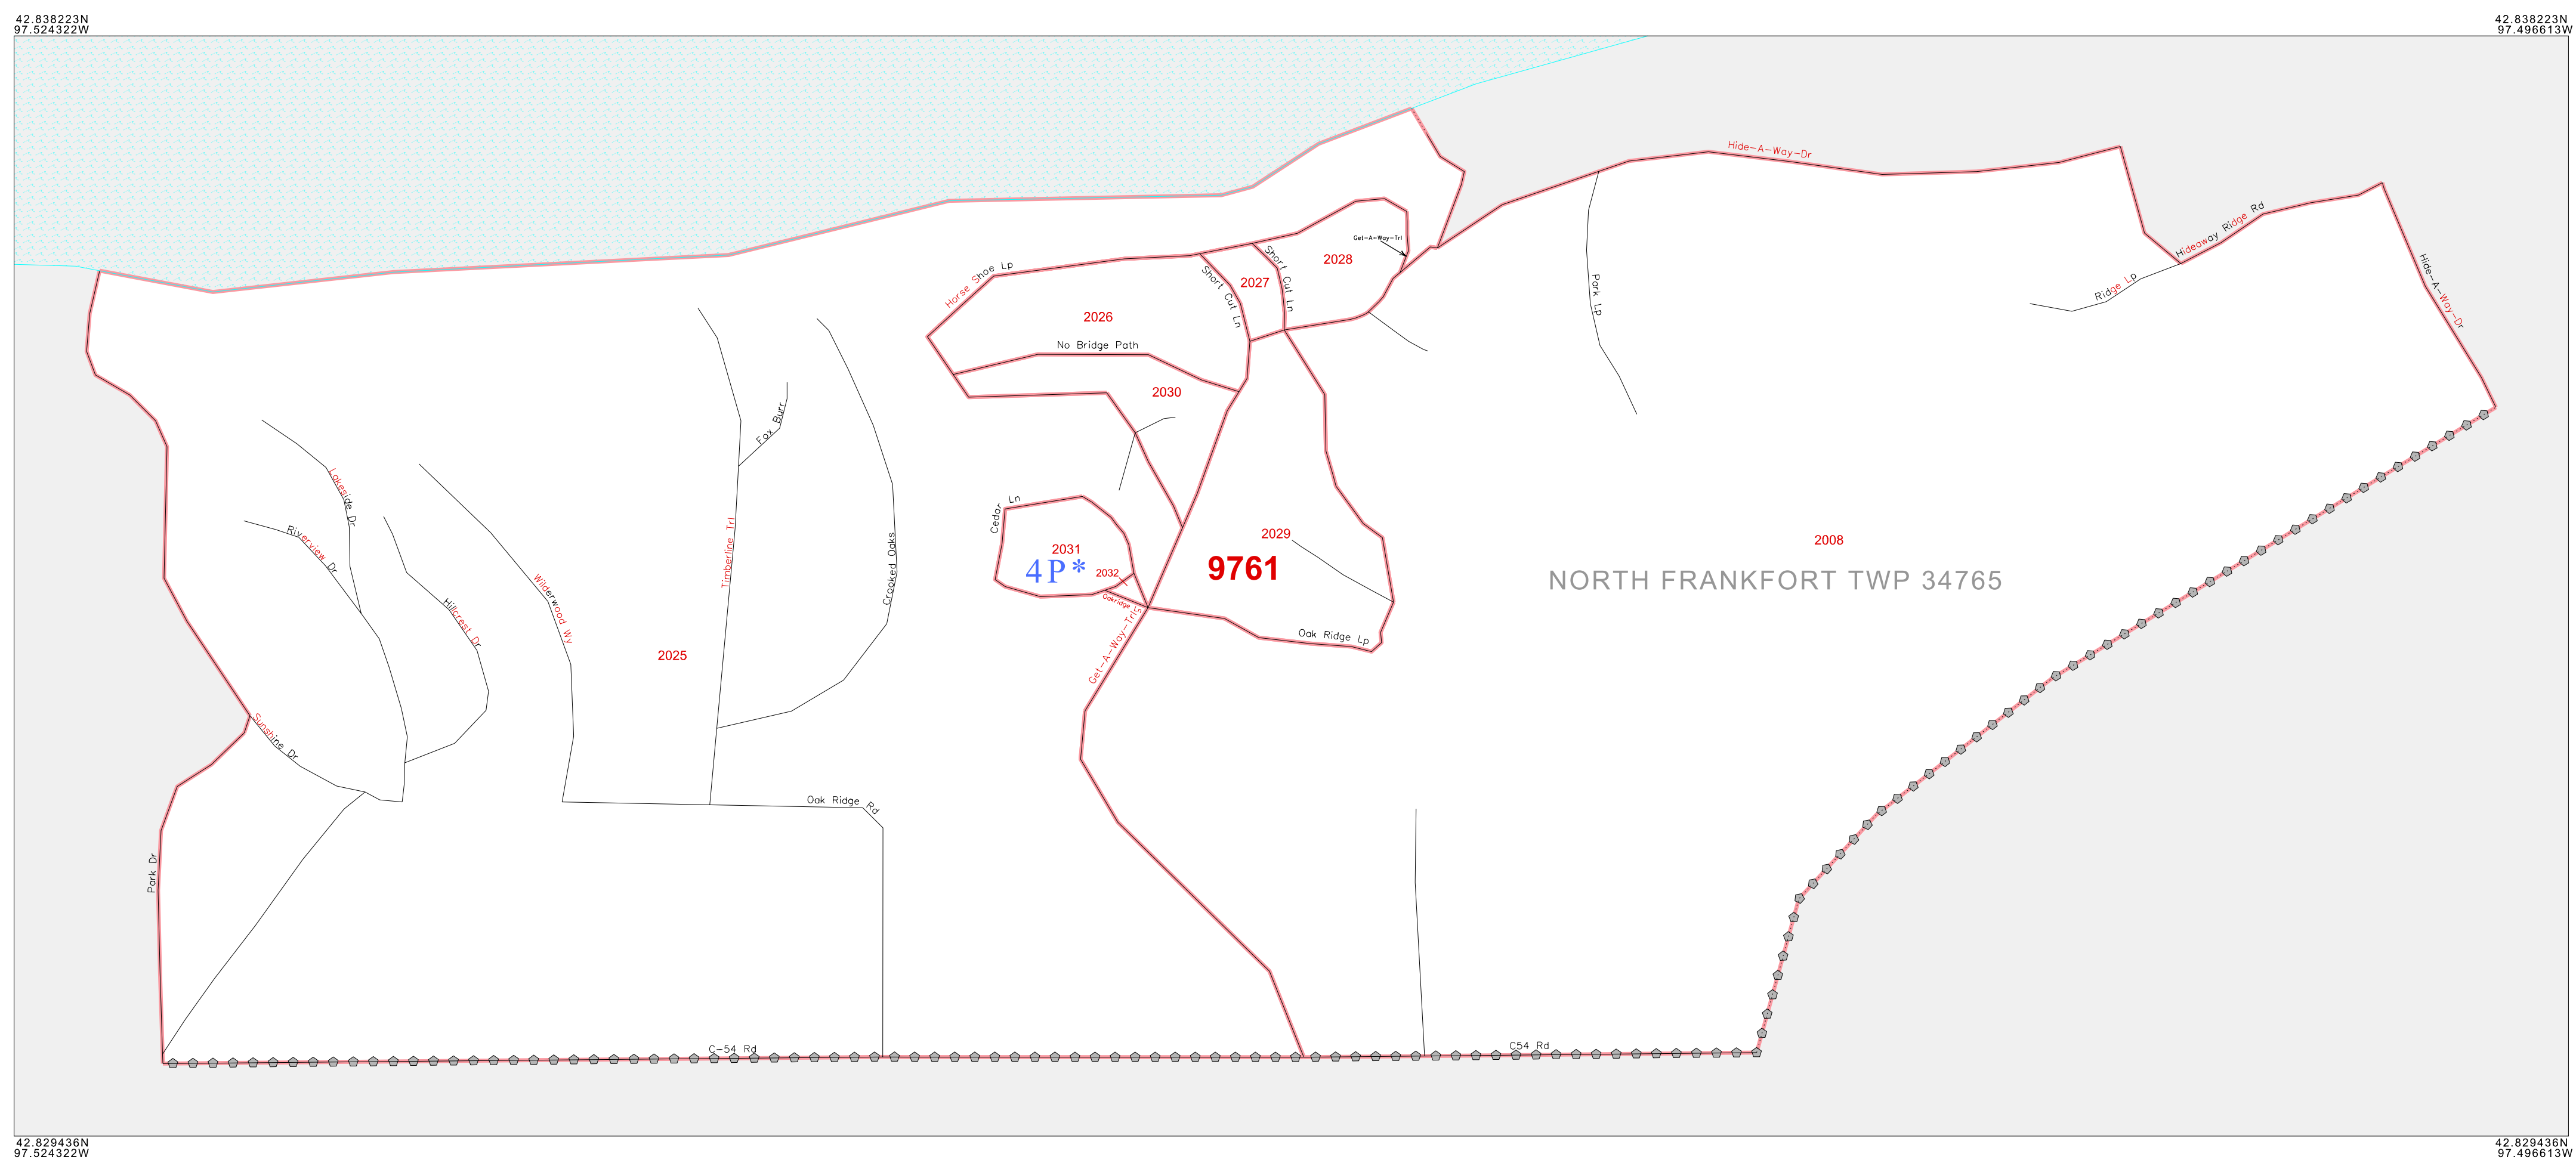 42.838223N
97.524322W
42.838223N
97.496613W
Hide-A-Way-Dr
Hideaway Ridge Rd
Get-A-Way-Trl
2028
Short Cut Ln
2027
Short Cut Ln
Horse Shoe Lp
2026
Park Lp
Ridge Lp
Hide-A-Way-Dr
No Bridge Path
2030
Fox Burr
Lakeside Dr
Riverview Dr
Timberline Trl
Crooked Oaks
Cedar Ln
2031
4P*
2032
Oakridge Ln
2029
9761
2008
NORTH FRANKFORT TWP 34765
Wilderwood Wy
Hillcrest Dr
2025
Get-A-Way-Trl
Oak Ridge Lp
Sunshine Dr
Oak Ridge Rd
Park Dr
C-54 Rd
C54 Rd
42.829436N
97.524322W
42.829436N
97.496613W